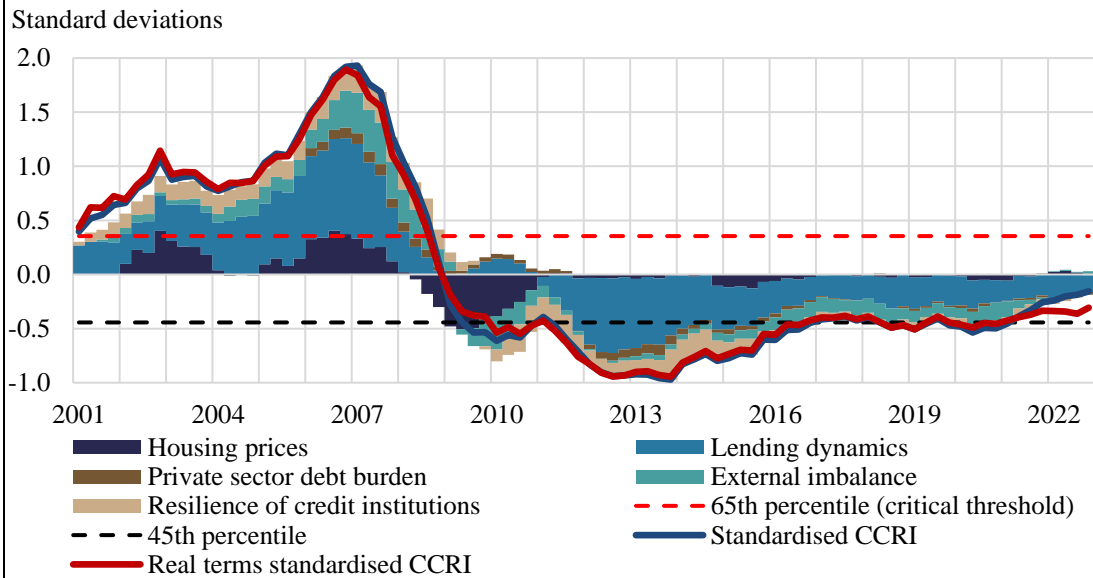 Standard deviations
2.0
1.5
1.0
0.5
0.0
-0.5
-1.0
2001 2004 2007 2010 2013 2016 2019 2022
Housing prices Lending dynamics
Private sector debt burden External imbalance
Resilience of credit institutions 65th percentile (critical threshold)
45th percentile Standardised CCRI
Real terms standardised CCRI